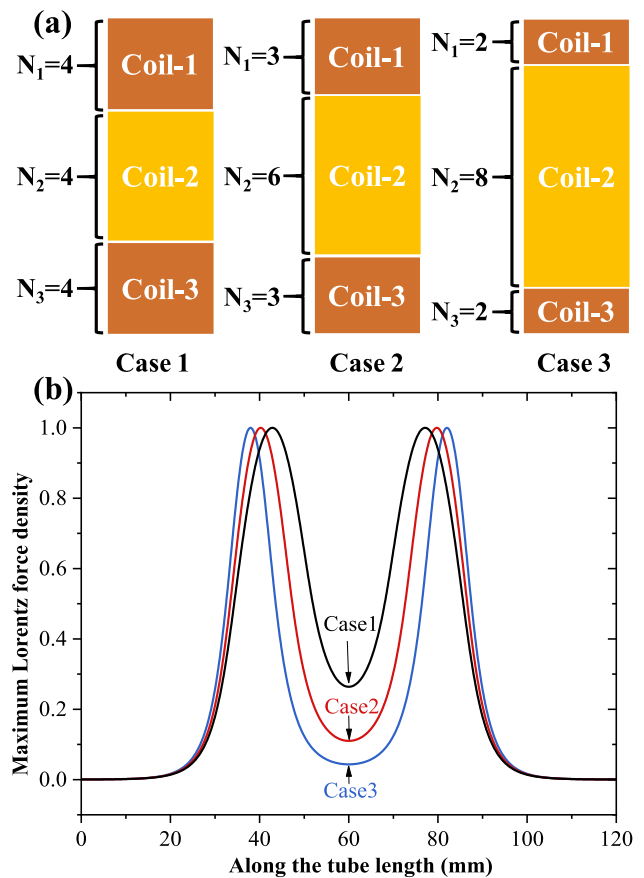 (a)
N1=4
Coil-1
N2=4
Coil-2
N3=4
Coil-3
Case 1
N1=3
Coil-1
N2=6
Coil-2
N3=3
Coil-3
Case 2
N1=2
Coil-1
N2=8
Coil-2
N3=2
Coil-3
Case 3
(b)
Maximum Lorentz force density
1.0
0.8
0.6
0.4
0.2
0.0
Case1
Case2
Case3
0 20 40 60 80 100 120
Along the tube length (mm)